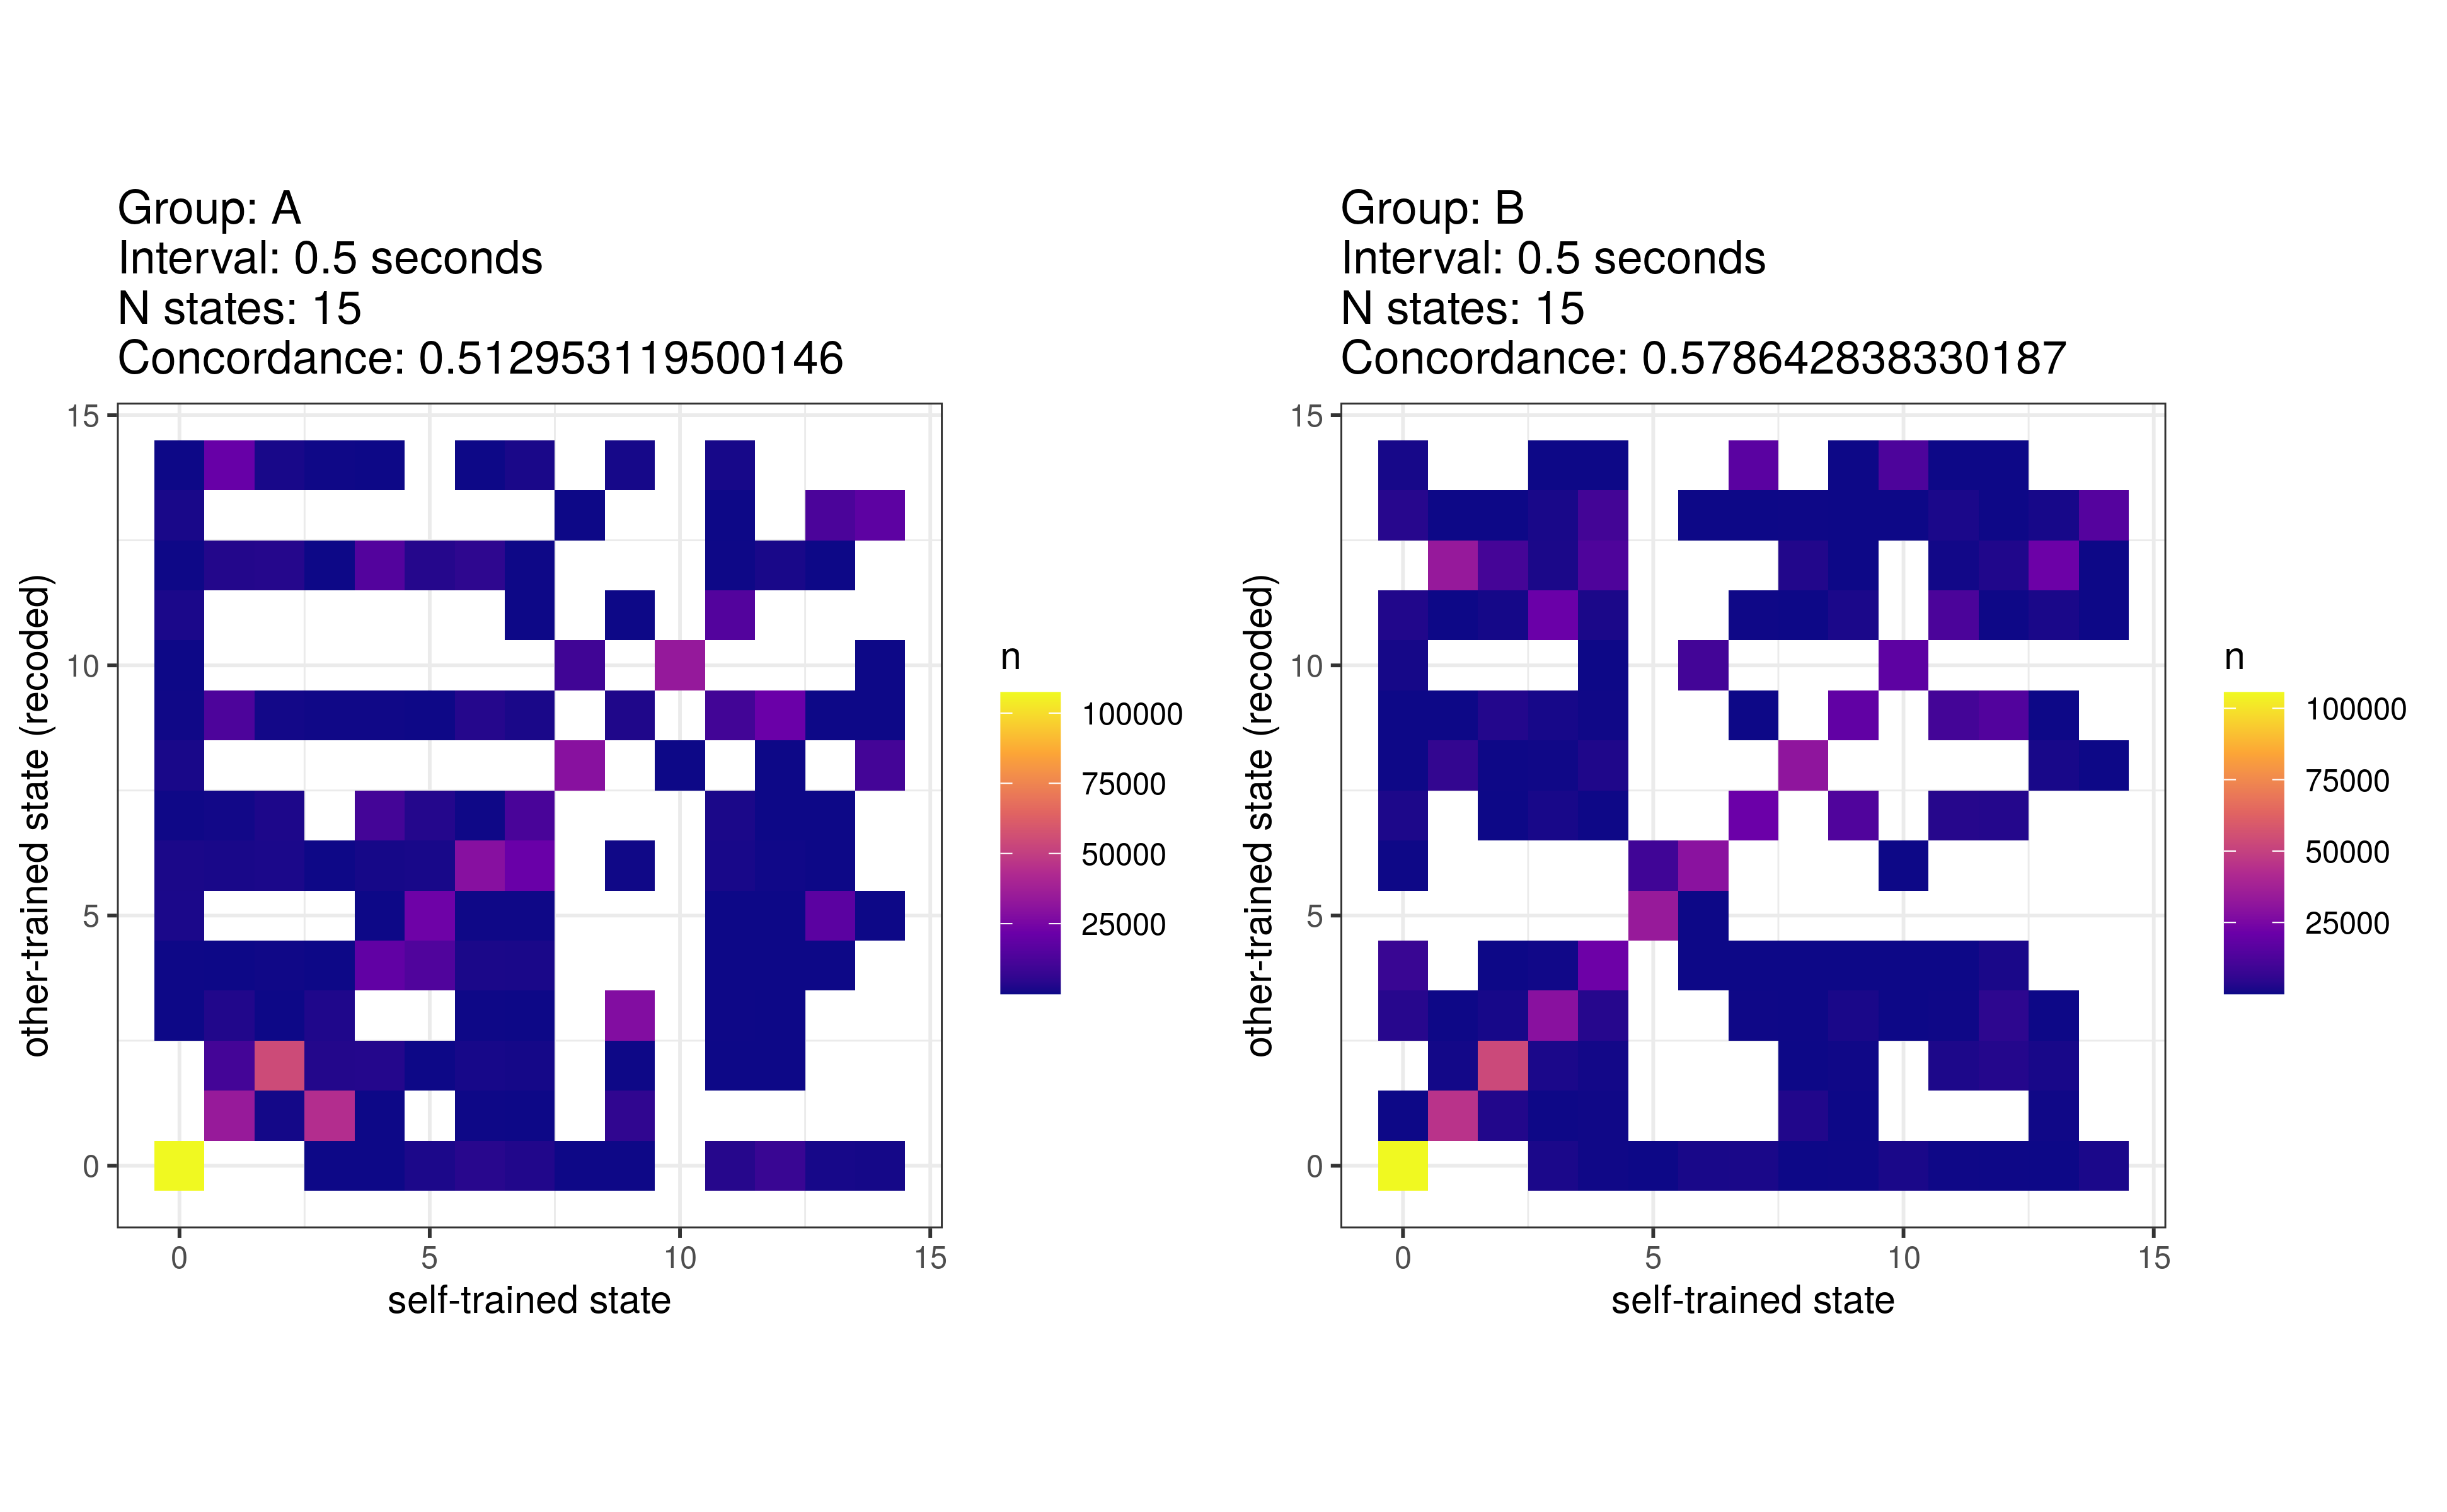 Group: A
Interval: 0.5 seconds
N states: 15
Concordance: 0.512953119500146
15
10
5
0
other-trained state (recoded)
0 5 10 15
self-trained state
n
100000
75000
50000
25000
Group: B
Interval: 0.5 seconds
N states: 15
Concordance: 0.578642838330187
15
10
5
0
other-trained state (recoded)
0 5 10 15
self-trained state
n
100000
75000
50000
25000